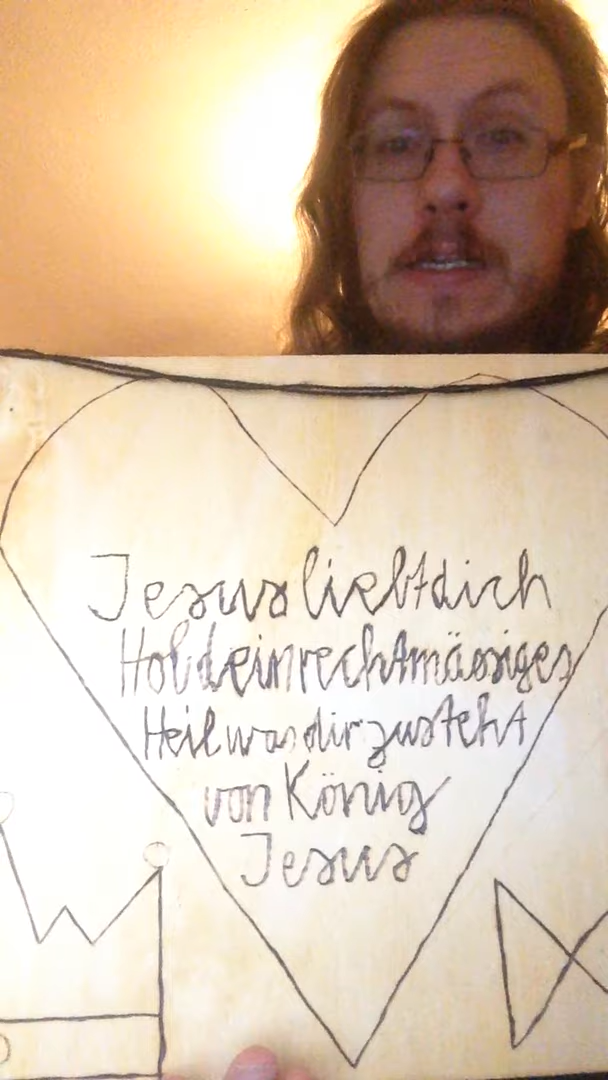 Jesus liebt dich
Hol dein rechtmässiges
Heil was dir zusteht
von König
Jesus